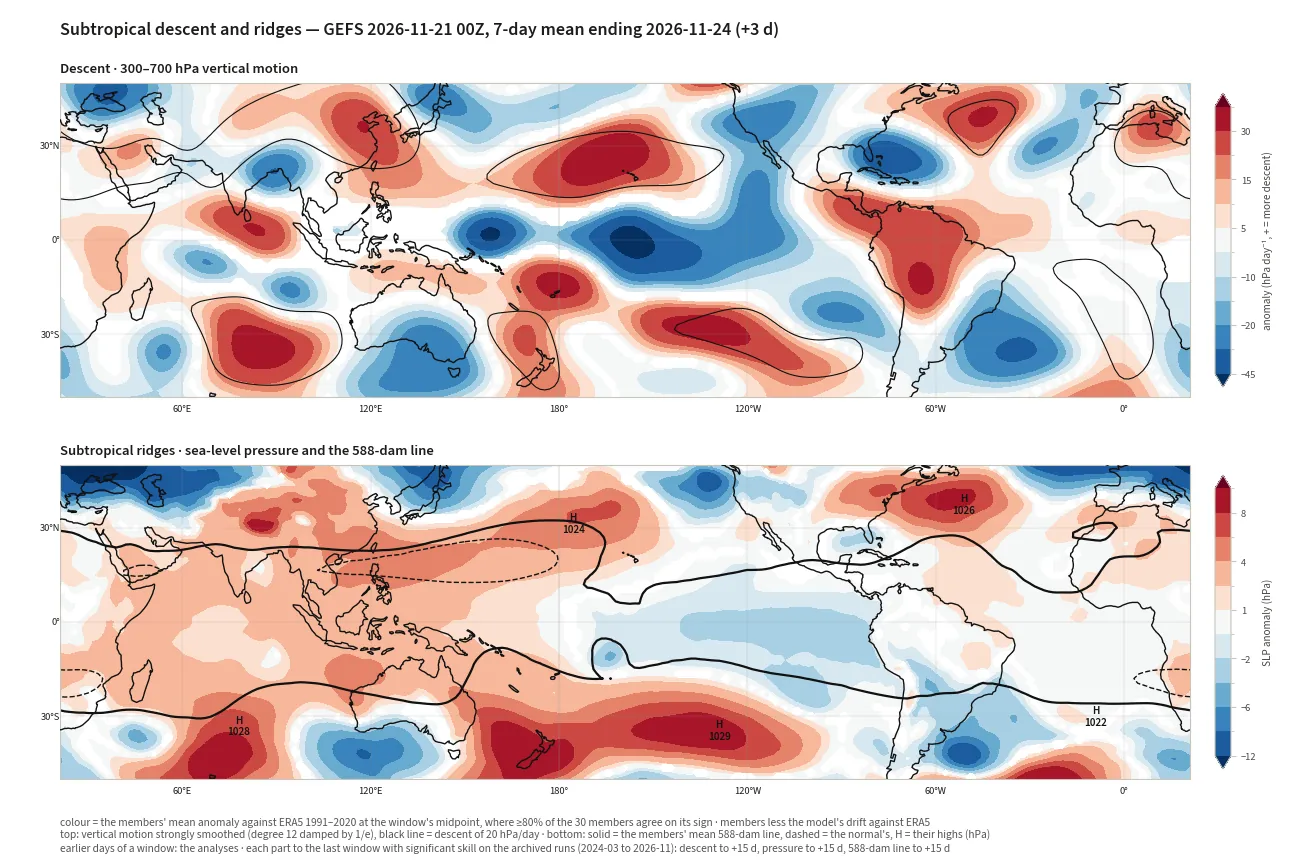 Subtropical descent and ridges — GEFS 2026-11-21 00Z, 7-day mean ending 2026-11-24 (+3 d)
Descent · 300–700 hPa vertical motion
30°N
0°
30°S
60°E
120°E
180°
120°W
60°W
0°
30
15
5
−10
−20
−45
anomaly (hPa day⁻¹, + = more descent)
Subtropical ridges · sea-level pressure and the 588-dam line
30°N
0°
30°S
H
1024
H
1026
H
1028
H
1029
H
1022
60°E
120°E
180°
120°W
60°W
0°
8
4
1
−2
−6
−12
SLP anomaly (hPa)
colour = the members' mean anomaly against ERA5 1991–2020 at the window's midpoint, where ≥80% of the 30 members agree on its sign · members less the model's drift against ERA5
top: vertical motion strongly smoothed (degree 12 damped by 1/e), black line = descent of 20 hPa/day · bottom: solid = the members' mean 588-dam line, dashed = the normal's, H = their highs (hPa)
earlier days of a window: the analyses · each part to the last window with significant skill on the archived runs (2024-03 to 2026-11): descent to +15 d, pressure to +15 d, 588-dam line to +15 d